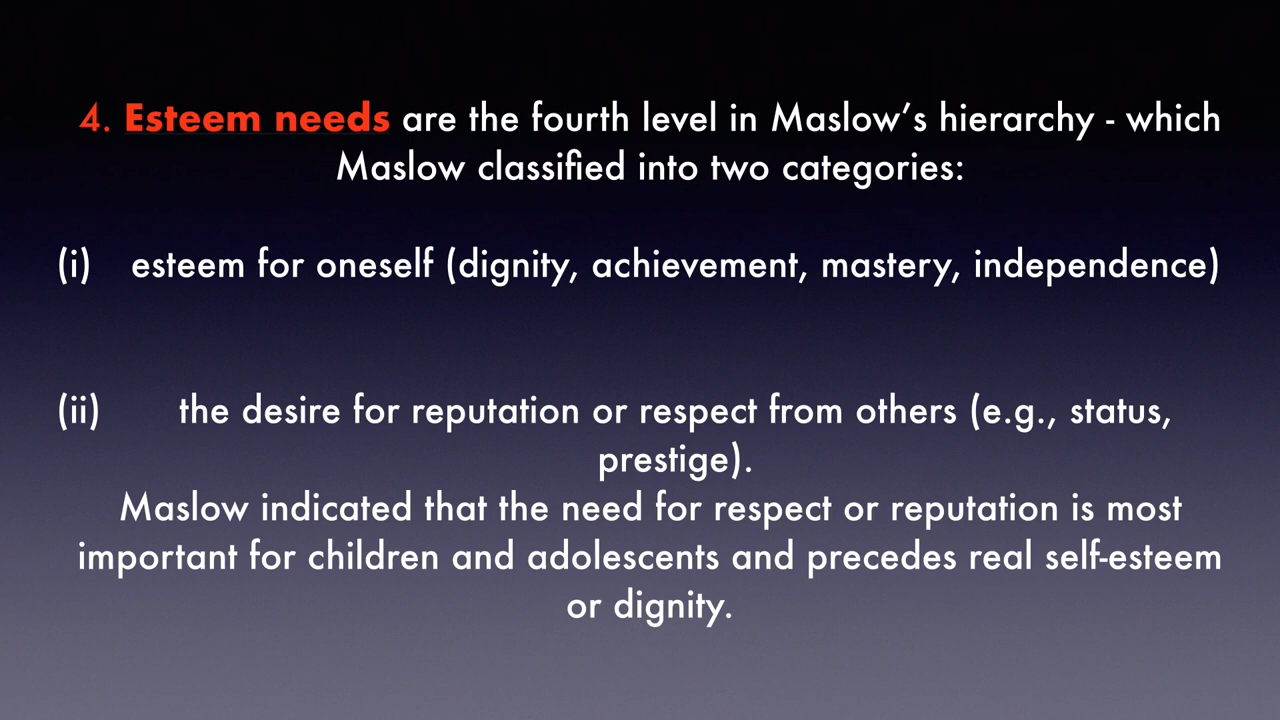 4. Esteem needs are the fourth level in Maslow’s hierarchy - which
Maslow classified into two categories:
(i) esteem for oneself (dignity, achievement, mastery, independence)
(ii) the desire for reputation or respect from others (e.g., status,
prestige).
Maslow indicated that the need for respect or reputation is most
important for children and adolescents and precedes real self-esteem
or dignity.